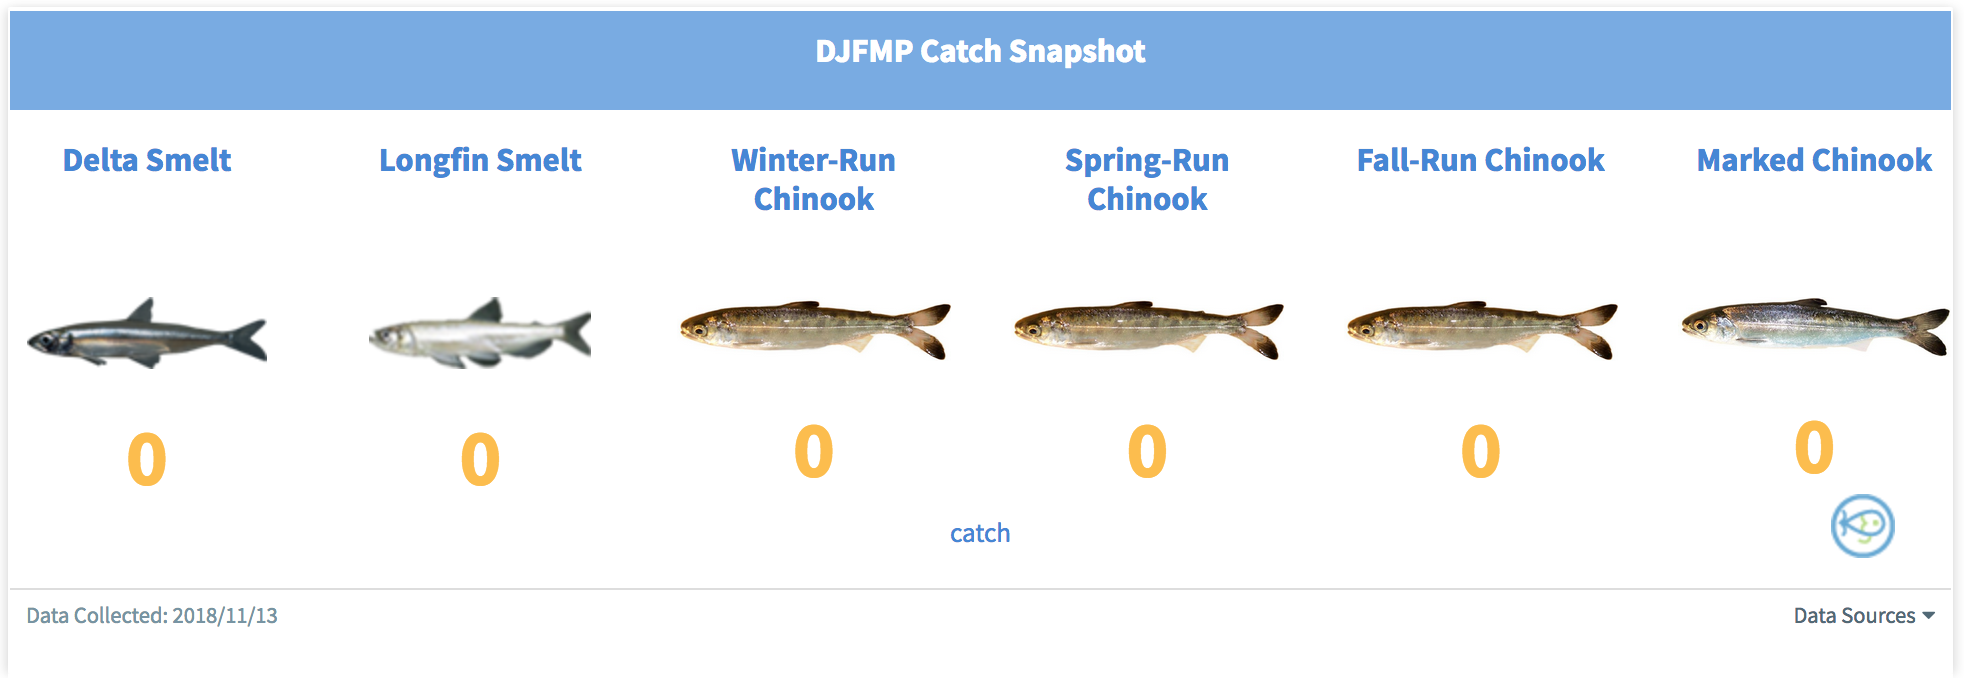 DJFMP Catch Snapshot
Delta Smelt
Longfin Smelt
Winter-Run
Chinook
Spring-Run
Chinook
Fall-Run Chinook
Marked Chinook
0
0
0
0
0
0
catch
Data Collected: 2018/11/13
Data Sources